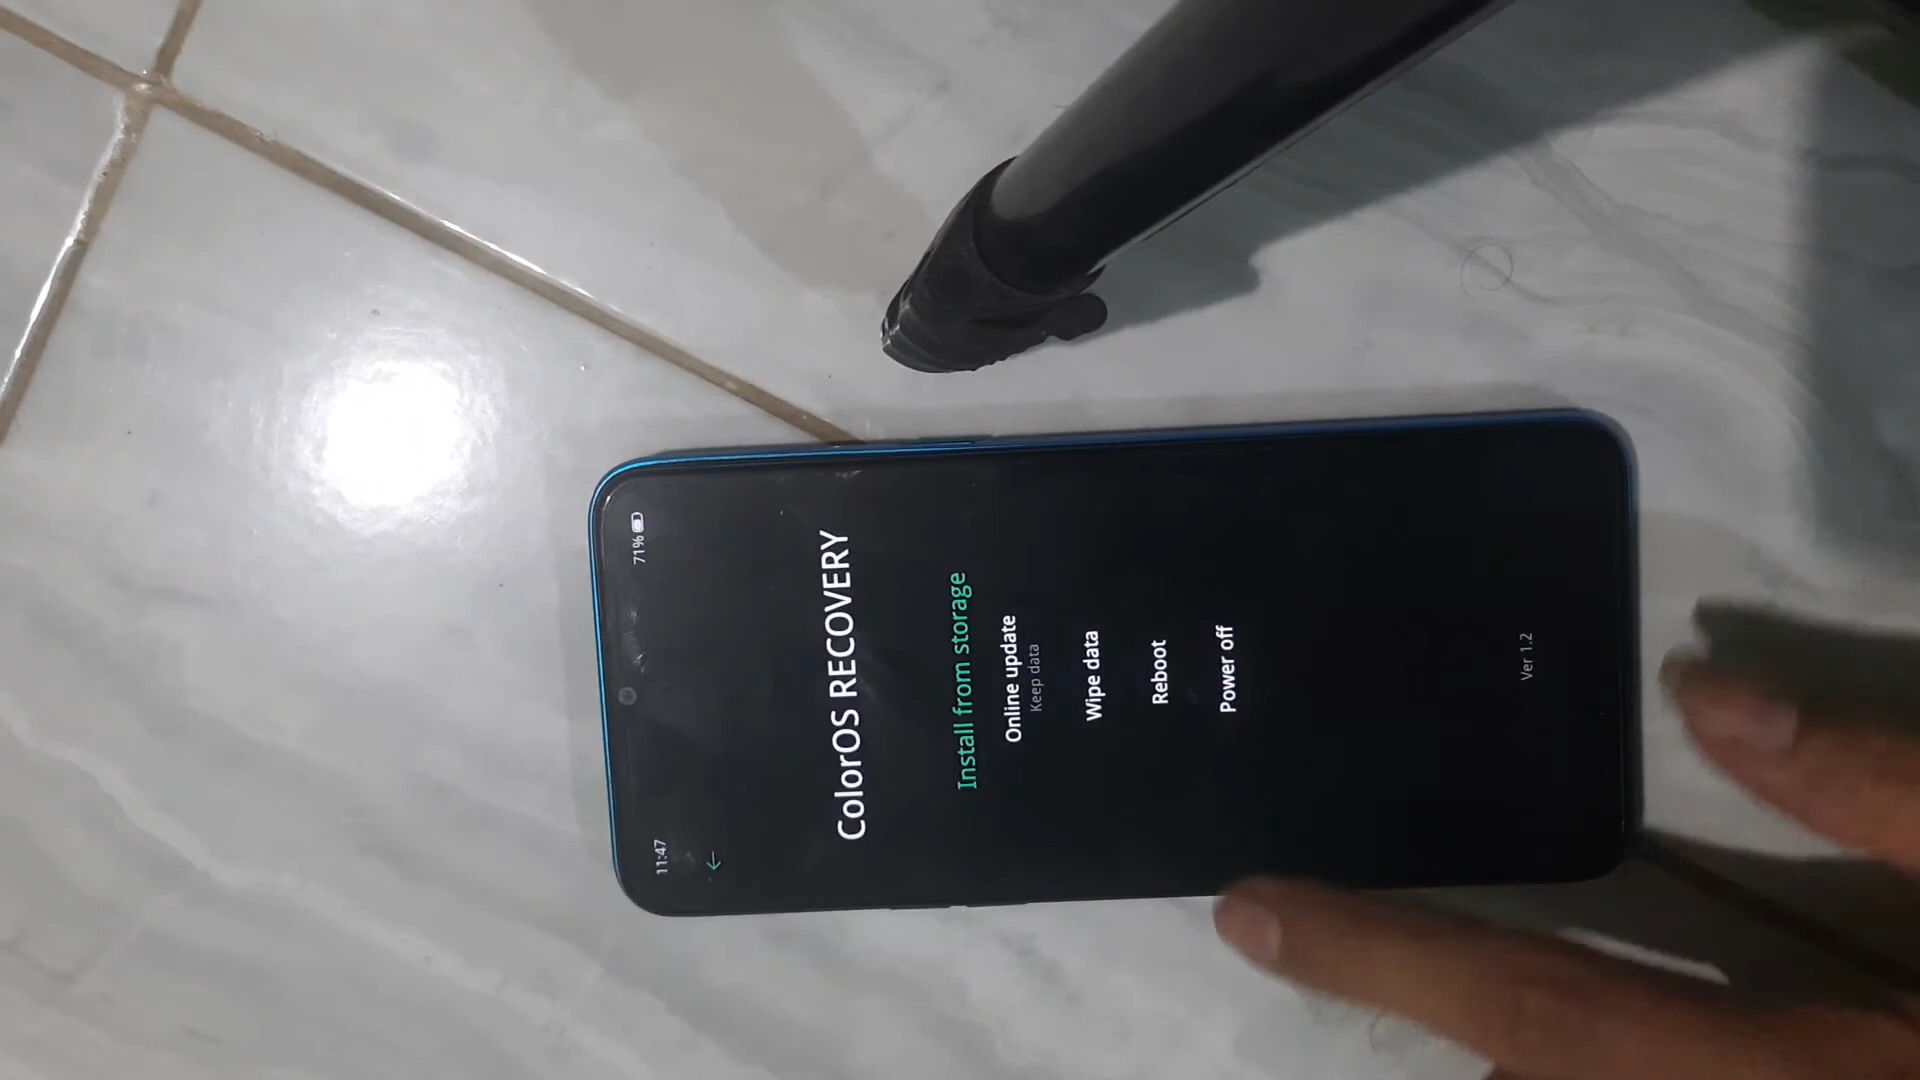 11:47
71%
←
ColorOS RECOVERY
Install from storage
Online update
Keep data
Wipe data
Reboot
Power off
Ver 1.2